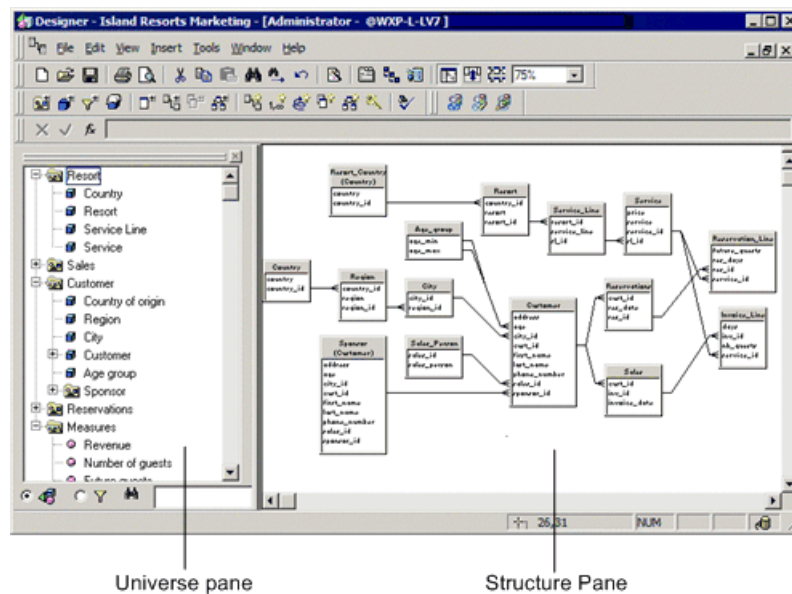 Designer - Island Resorts Marketing - [Administrator - @WXP-L-LV7 ]
File Edit View Insert Tools Window Help
75%
Resort
Country
Resort
Service Line
Service
Sales
Customer
Country of origin
Region
City
Customer
Age group
Sponsor
Reservations
Measures
Revenue
Number of guests
Future guests
Resort_Country
(Country)
country
country_id
Resort
country_id
resort
resort_id
Service_Line
resort_id
service_line
sl_id
Service
price
service
service_id
sl_id
Reservation_Line
future_guests
res_days
res_id
service_id
Age_group
age_min
age_max
Country
country
country_id
Region
country_id
region
region_id
City
city_id
region_id
Customer
address
age
city_id
cust_id
first_name
last_name
phone_number
sales_id
sponsor_id
Reservations
cust_id
res_date
res_id
Invoice_Line
days
inv_id
nb_guests
service_id
Sponsor
(Customer)
address
age
city_id
cust_id
first_name
last_name
phone_number
sales_id
sponsor_id
Sales_Person
sales_id
sales_person
Sales
cust_id
inv_id
invoice_date
26,31 NUM
Universe pane
Structure Pane